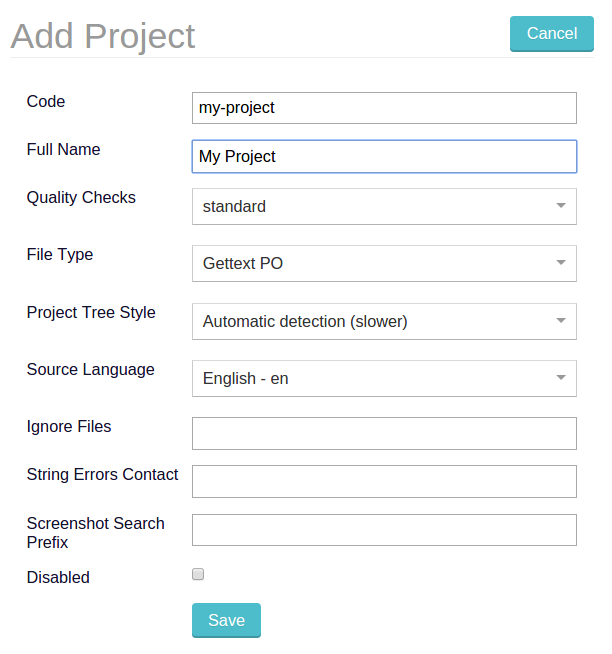 Add Project
Cancel
Code
my-project
Full Name
My Project
Quality Checks
standard
File Type
Gettext PO
Project Tree Style
Automatic detection (slower)
Source Language
English - en
Ignore Files
String Errors Contact
Screenshot Search
Prefix
Disabled
Save